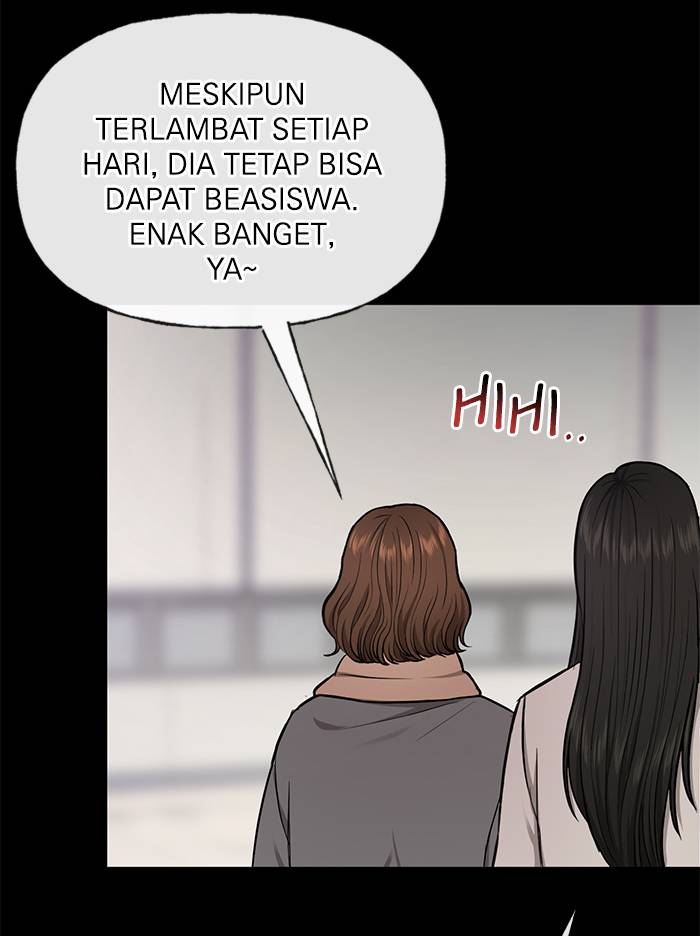 MESKIPUN
TERLAMBAT SETIAP
HARI, DIA TETAP BISA
DAPAT BEASISWA.
ENAK BANGET,
YA~
HIHI..